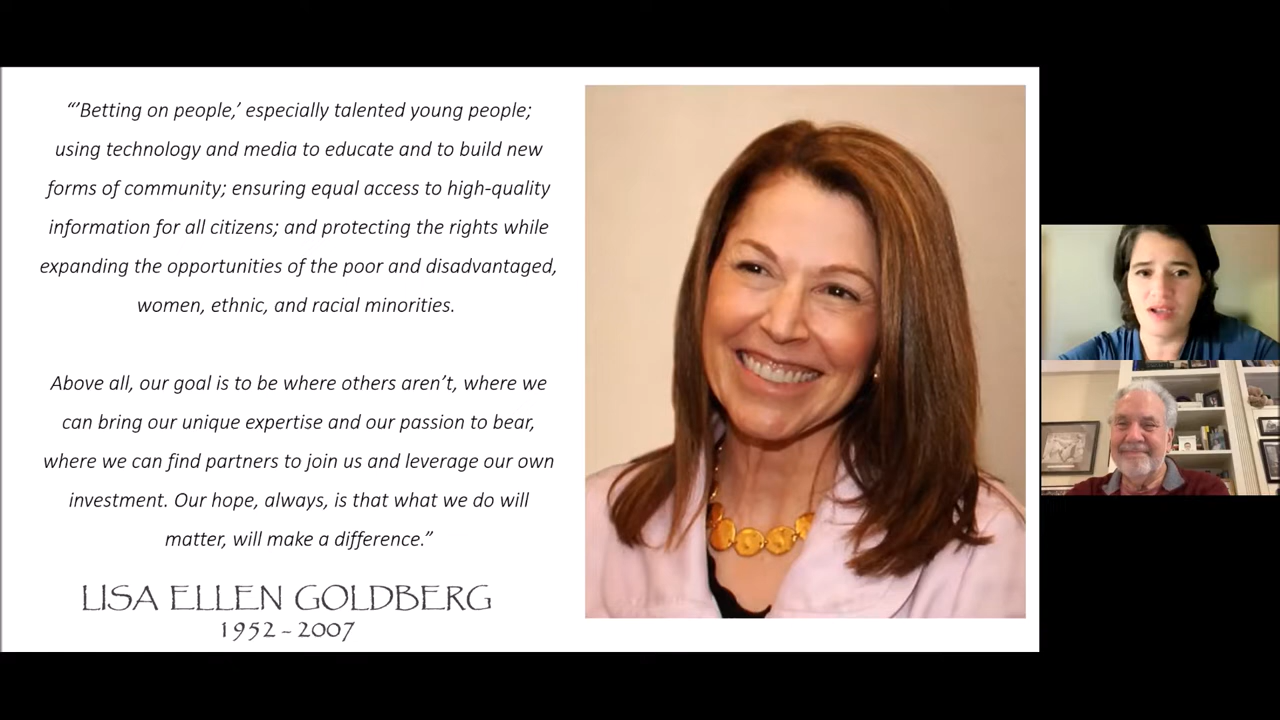 “’Betting on people,’ especially talented young people;
using technology and media to educate and to build new
forms of community; ensuring equal access to high-quality
information for all citizens; and protecting the rights while
expanding the opportunities of the poor and disadvantaged,
women, ethnic, and racial minorities.
Above all, our goal is to be where others aren’t, where we
can bring our unique expertise and our passion to bear,
where we can find partners to join us and leverage our own
investment. Our hope, always, is that what we do will
matter, will make a difference.”
LISA ELLEN GOLDBERG
1952 - 2007